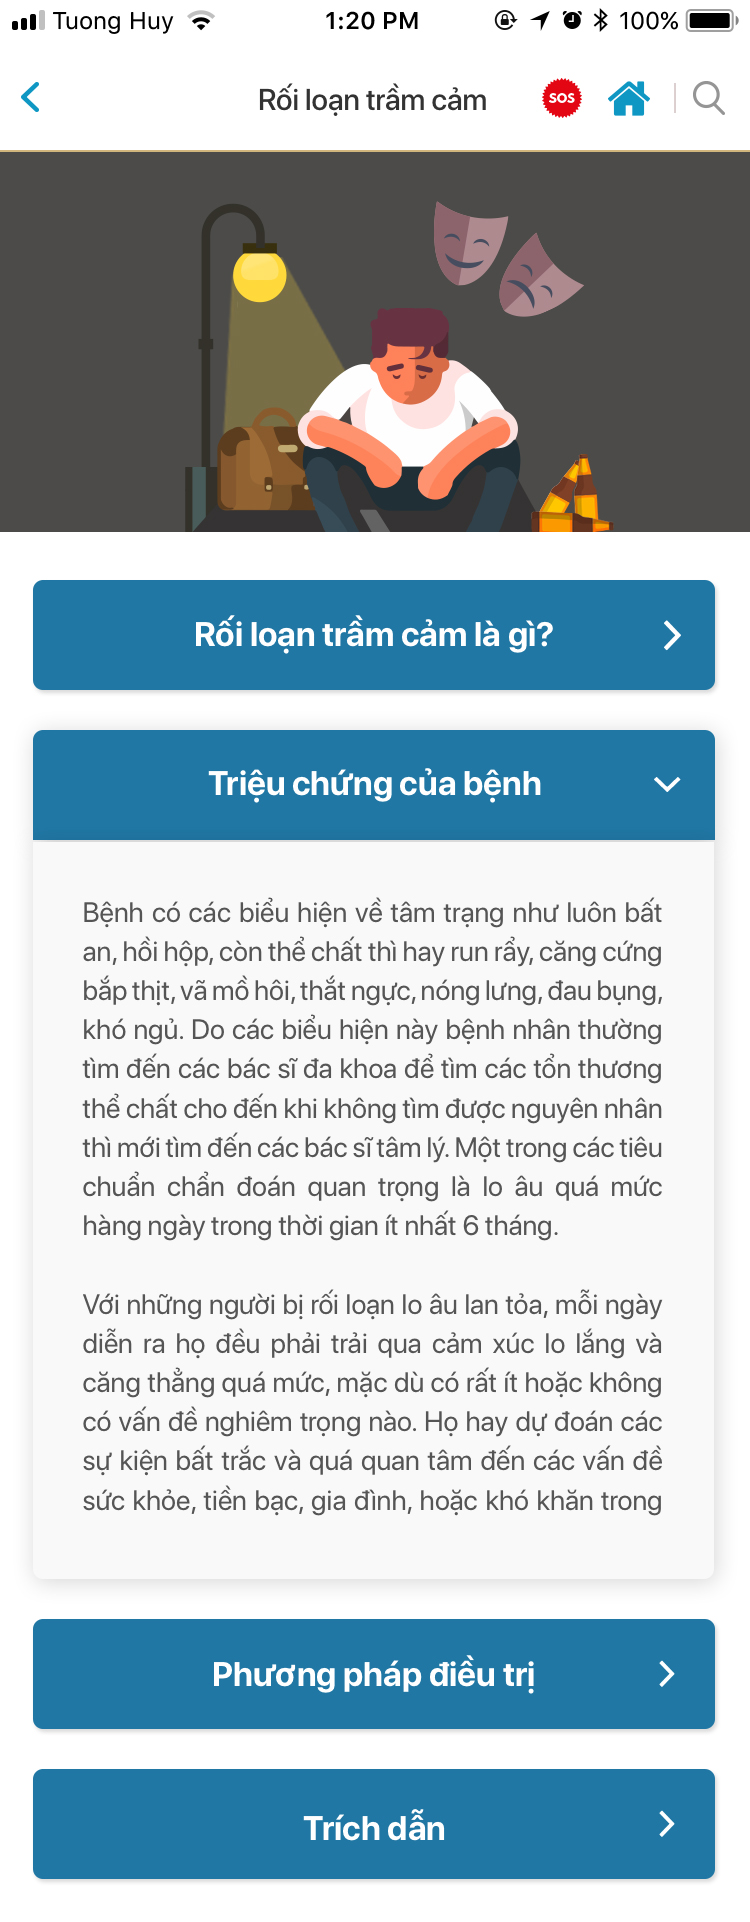 Tuong Huy
1:20 PM
100%
Rối loạn trầm cảm
SOS
Rối loạn trầm cảm là gì?
Triệu chứng của bệnh
Bệnh có các biểu hiện về tâm trạng như luôn bất
an, hồi hộp, còn thể chất thì hay run rẩy, căng cứng
bắp thịt, vã mồ hôi, thắt ngực, nóng lưng, đau bụng,
khó ngủ. Do các biểu hiện này bệnh nhân thường
tìm đến các bác sĩ đa khoa để tìm các tổn thương
thể chất cho đến khi không tìm được nguyên nhân
thì mới tìm đến các bác sĩ tâm lý. Một trong các tiêu
chuẩn chẩn đoán quan trọng là lo âu quá mức
hàng ngày trong thời gian ít nhất 6 tháng.
Với những người bị rối loạn lo âu lan tỏa, mỗi ngày
diễn ra họ đều phải trải qua cảm xúc lo lắng và
căng thẳng quá mức, mặc dù có rất ít hoặc không
có vấn đề nghiêm trọng nào. Họ hay dự đoán các
sự kiện bất trắc và quá quan tâm đến các vấn đề
sức khỏe, tiền bạc, gia đình, hoặc khó khăn trong
Phương pháp điều trị
Trích dẫn